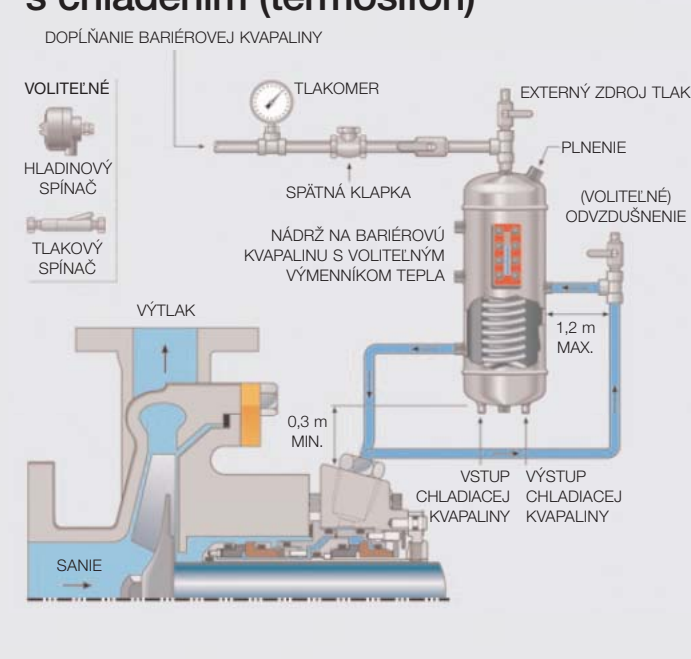 s chladením (termosifón)
DOPĹŇANIE BARIÉROVEJ KVAPALINY
VOLITEĽNÉ
HLADINOVÝ
SPÍNAČ
TLAKOVÝ
SPÍNAČ
TLAKOMER
SPÄTNÁ KLAPKA
EXTERNÝ ZDROJ TLAK
PLNENIE
(VOLITEĽNÉ)
ODVZDUŠNENIE
NÁDRŽ NA BARIÉROVÚ
KVAPALINU S VOLITEĽNÝM
VÝMENNÍKOM TEPLA
1,2 m
MAX.
VÝTLAK
0,3 m
MIN.
VSTUP
CHLADIACEJ
KVAPALINY
VÝSTUP
CHLADIACEJ
KVAPALINY
SANIE